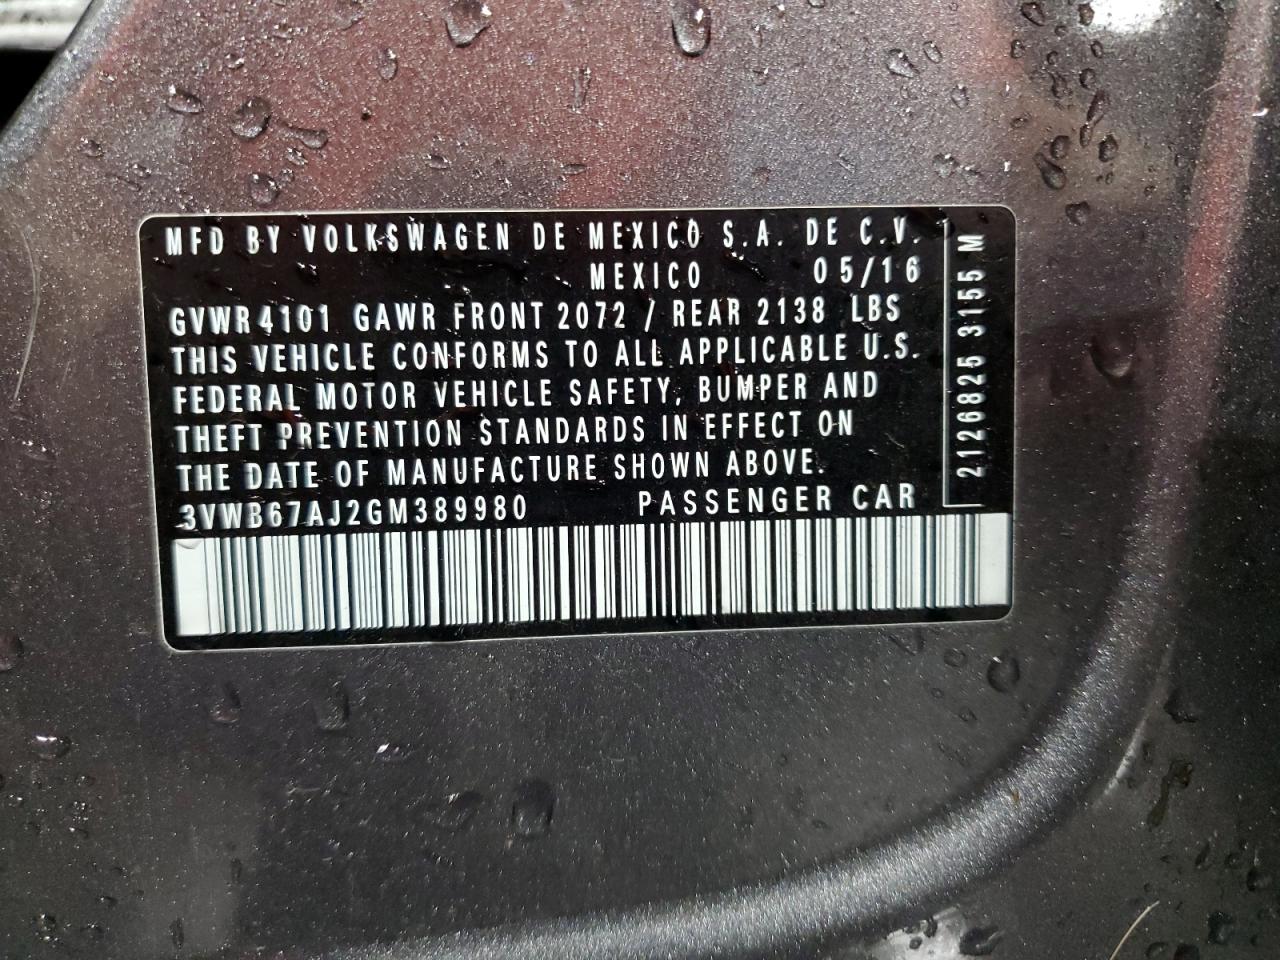 MFD BY VOLKSWAGEN DE MEXICO S.A. DE C.V.
MEXICO 05/16
GVWR 4101 GAWR FRONT 2072 / REAR 2138 LBS
THIS VEHICLE CONFORMS TO ALL APPLICABLE U.S.
FEDERAL MOTOR VEHICLE SAFETY, BUMPER AND
THEFT PREVENTION STANDARDS IN EFFECT ON
THE DATE OF MANUFACTURE SHOWN ABOVE.
3VWB67AJ2GM389980 PASSENGER CAR
2126825 3155 M